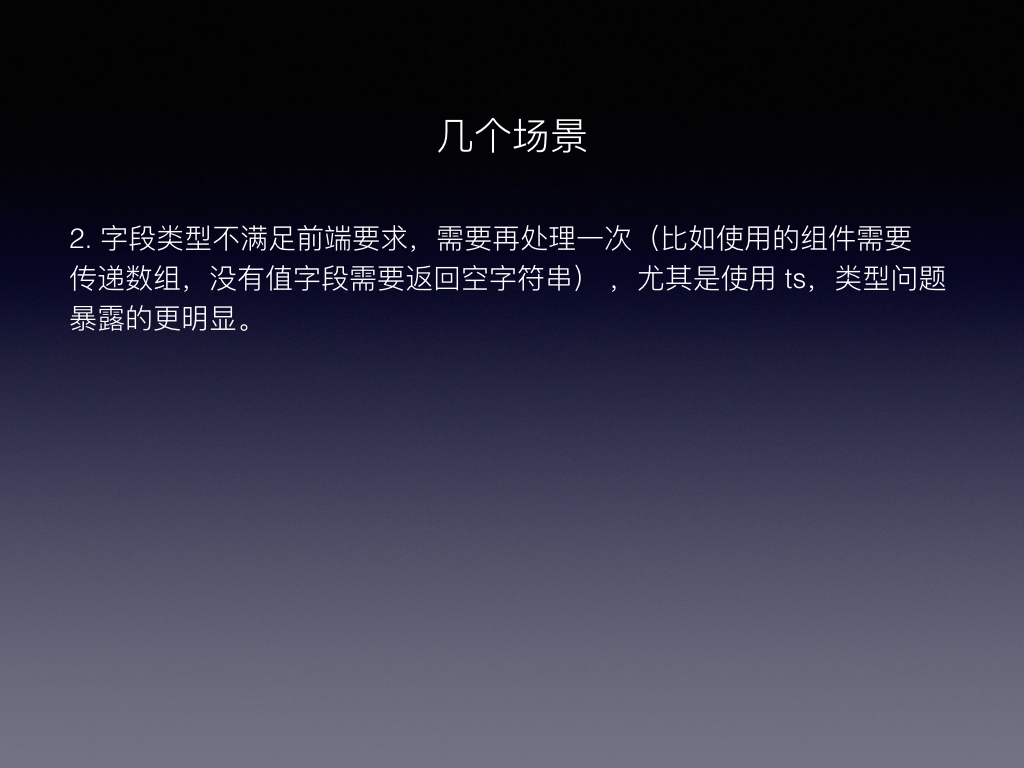 几个场景
2. 字段类型不满足前端要求，需要再处理一次（比如使用的组件需要
传递数组，没有值字段需要返回空字符串） ，尤其是使用 ts，类型问题
暴露的更明显。